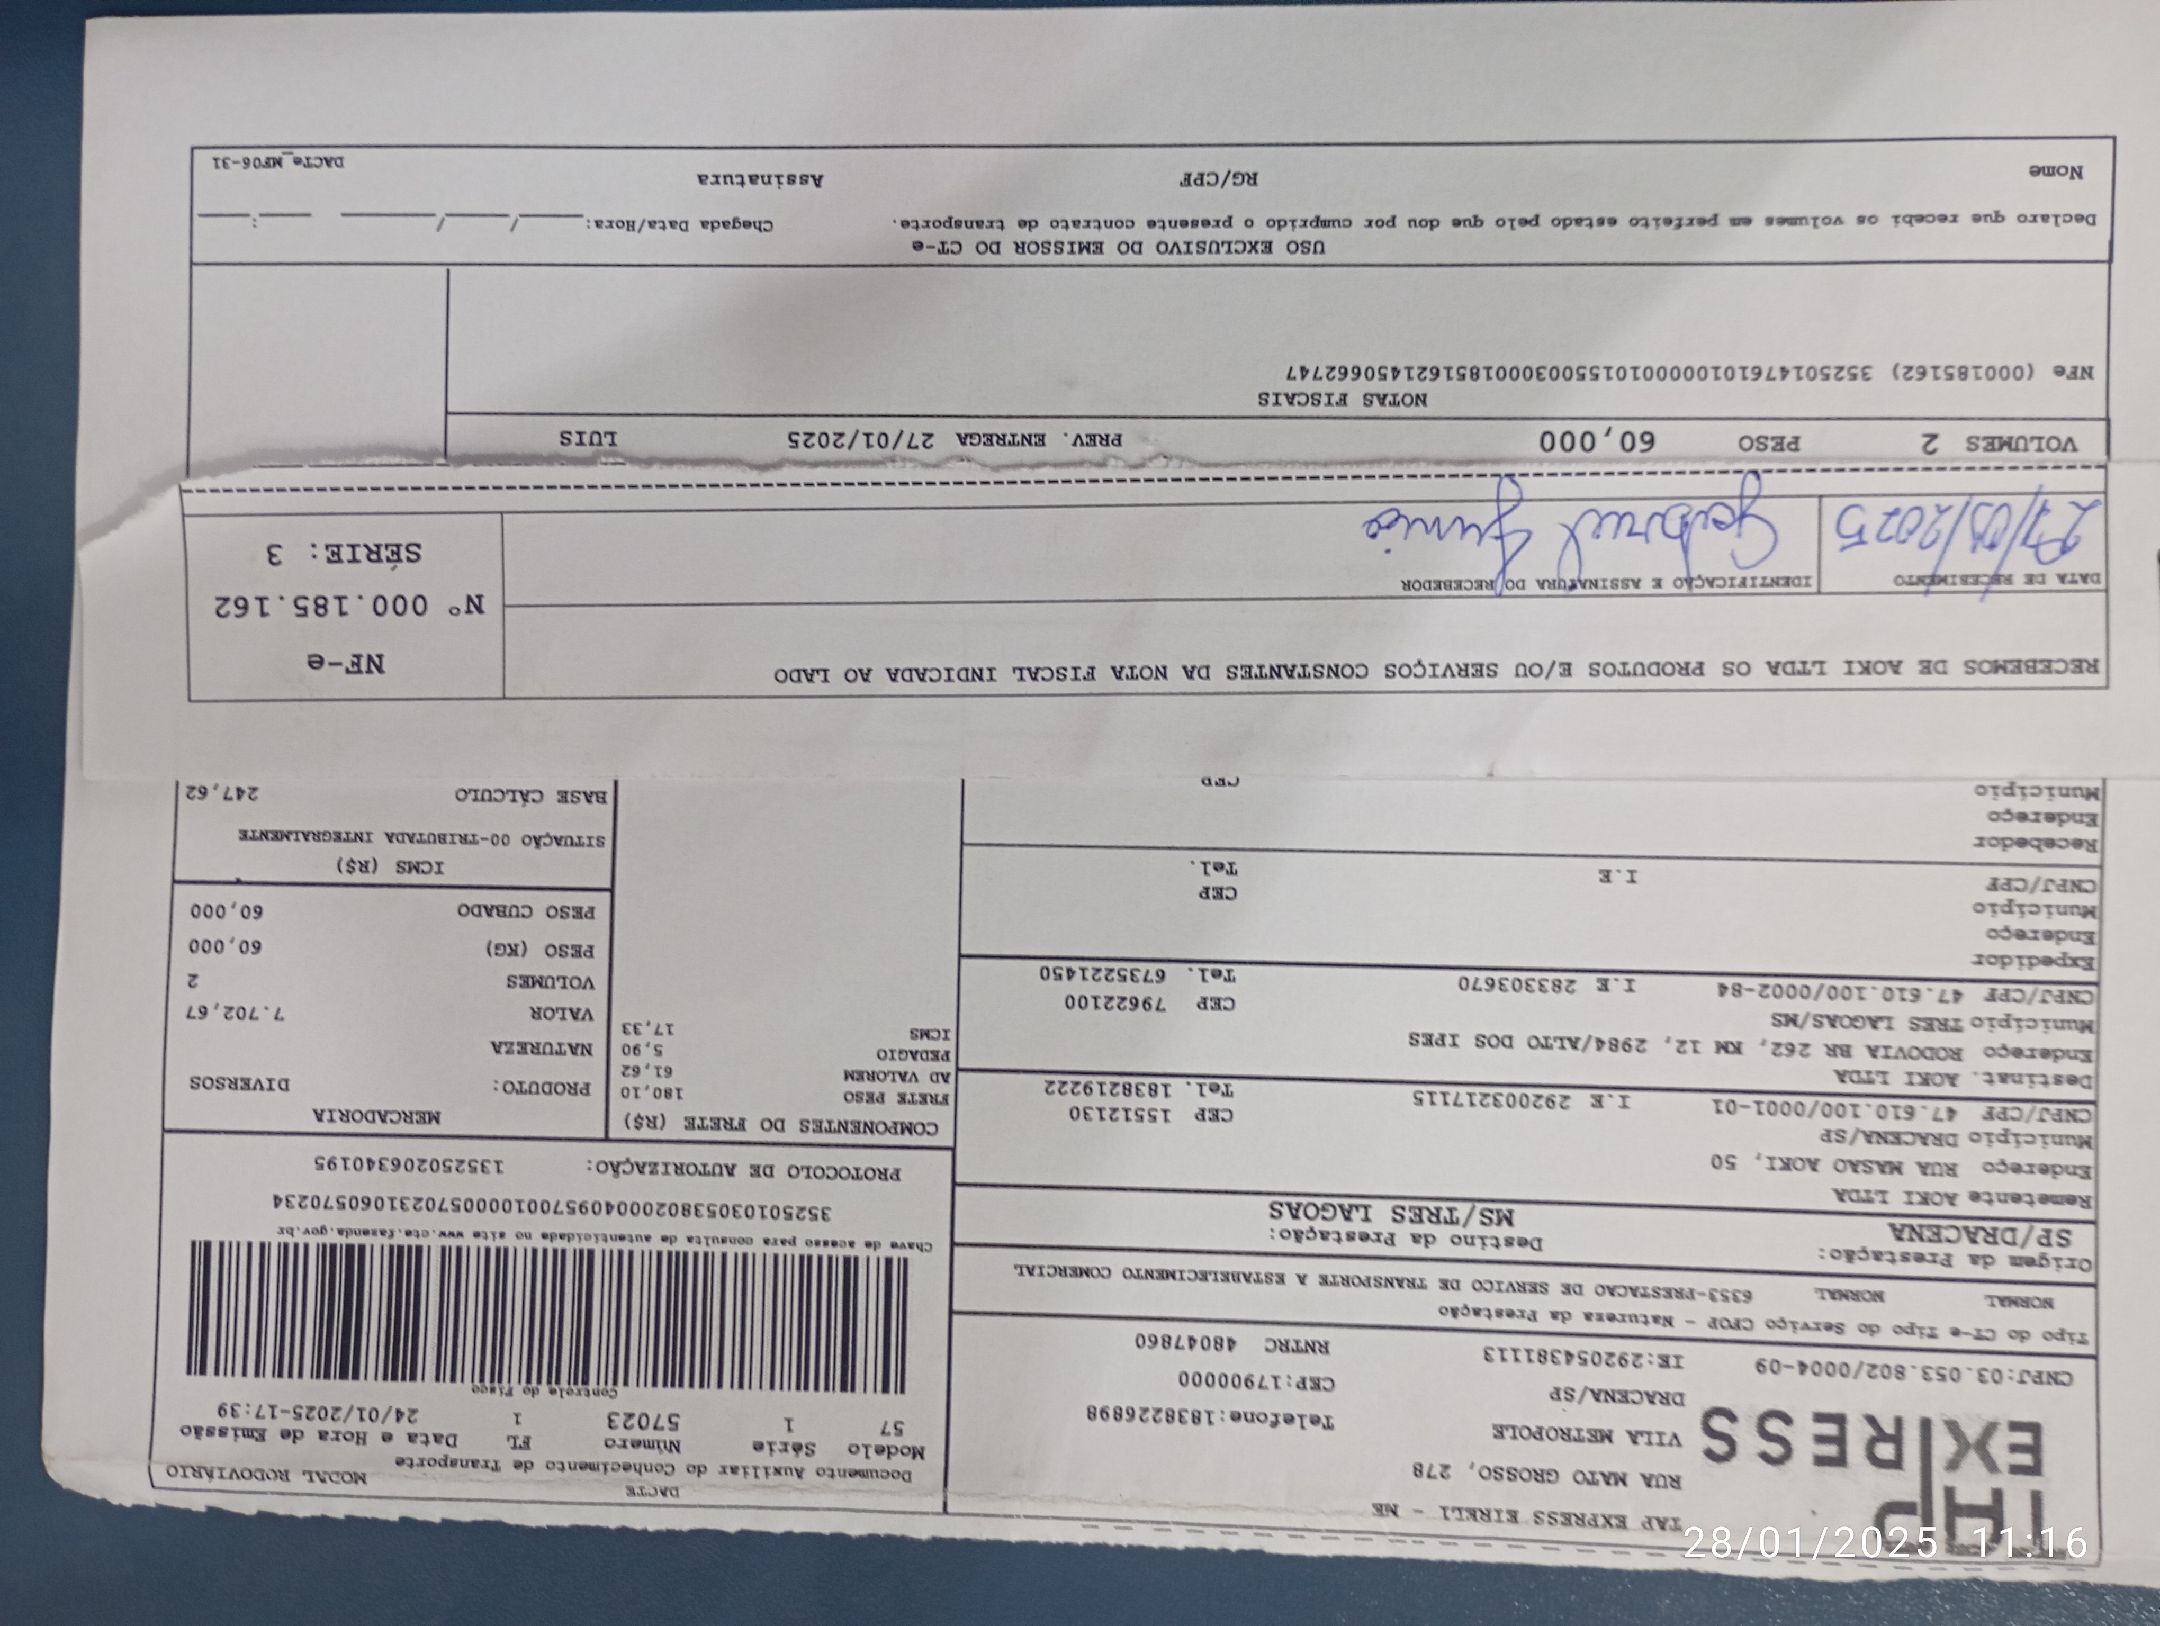 TAP EXPRESS
TAP EXPRESS EIRELI - ME
RUA MATO GROSSO, 278
VILA METROPOLE
DRACENA/SP
Telefone:1838226898
CEP:17900000
CNPJ:03.053.802/0004-09 IE:292054381113 RNTRC 48047860
DACTE MODAL RODOVIÁRIO
Documento Auxiliar do Conhecimento de Transporte
Modelo Série Número FL Data e Hora de Emissão
57 1 57023 1 24/01/2025-17:39
Controle do Fisco
Chave de acesso para consulta de autenticidade no site www.cte.fazenda.gov.br
35250103053802000409570010000570231060570234
PROTOCOLO DE AUTORIZAÇÃO: 135250206340195
Tipo do CT-e Tipo do Serviço CFOP - Natureza da Prestação
NORMAL NORMAL 6353-PRESTACAO DE SERVICO DE TRANSPORTE A ESTABELECIMENTO COMERCIAL
Origem da Prestação: Destino da Prestação:
SP/DRACENA MS/TRES LAGOAS
Remetente AOKI LTDA
Endereço RUA MASAO AOKI, 50
Município DRACENA/SP CEP 15512130
CNPJ/CPF 47.610.100/0001-01 I.E 292003217115 Tel. 1838219222
Destinat. AOKI LTDA
Endereço RODOVIA BR 262, KM 12, 2984/ALTO DOS IPES
Município TRES LAGOAS/MS CEP 79622100
CNPJ/CPF 47.610.100/0002-84 I.E 283303670 Tel. 6735221450
Expedidor
Endereço
Município CEP
CNPJ/CPF I.E Tel.
Recebedor
Endereço
Município CEP
COMPONENTES DO FRETE (R$)
FRETE PESO 180,10
AD VALOREM 61,62
PEDAGIO 5,90
ICMS 17,33
MERCADORIA
PRODUTO: DIVERSOS
NATUREZA
VALOR 7.702,67
VOLUMES 2
PESO (KG) 60,000
PESO CUBADO 60,000
ICMS (R$)
SITUAÇÃO 00-TRIBUTADA INTEGRALMENTE
BASE CÁLCULO 247,62
RECEBEMOS DE AOKI LTDA OS PRODUTOS E/OU SERVIÇOS CONSTANTES DA NOTA FISCAL INDICADA AO LADO
NF-e
Nº 000.185.162
SÉRIE: 3
DATA DE RECEBIMENTO IDENTIFICAÇÃO E ASSINATURA DO RECEBEDOR
27/01/2025 Gabriel Junio
VOLUMES 2 PESO 60,000 PREV. ENTREGA 27/01/2025 LUIS
NOTAS FISCAIS
NFe (000185162) 35250147610100000101550030001851621450662747
USO EXCLUSIVO DO EMISSOR DO CT-e
Declaro que recebi os volumes em perfeito estado pelo que dou por cumprido o presente contrato de transporte. Chegada Data/Hora: ____/____/______ ____:____
Nome RG/CPF Assinatura
DACTe_MF06-31
28/01/2025 11:16